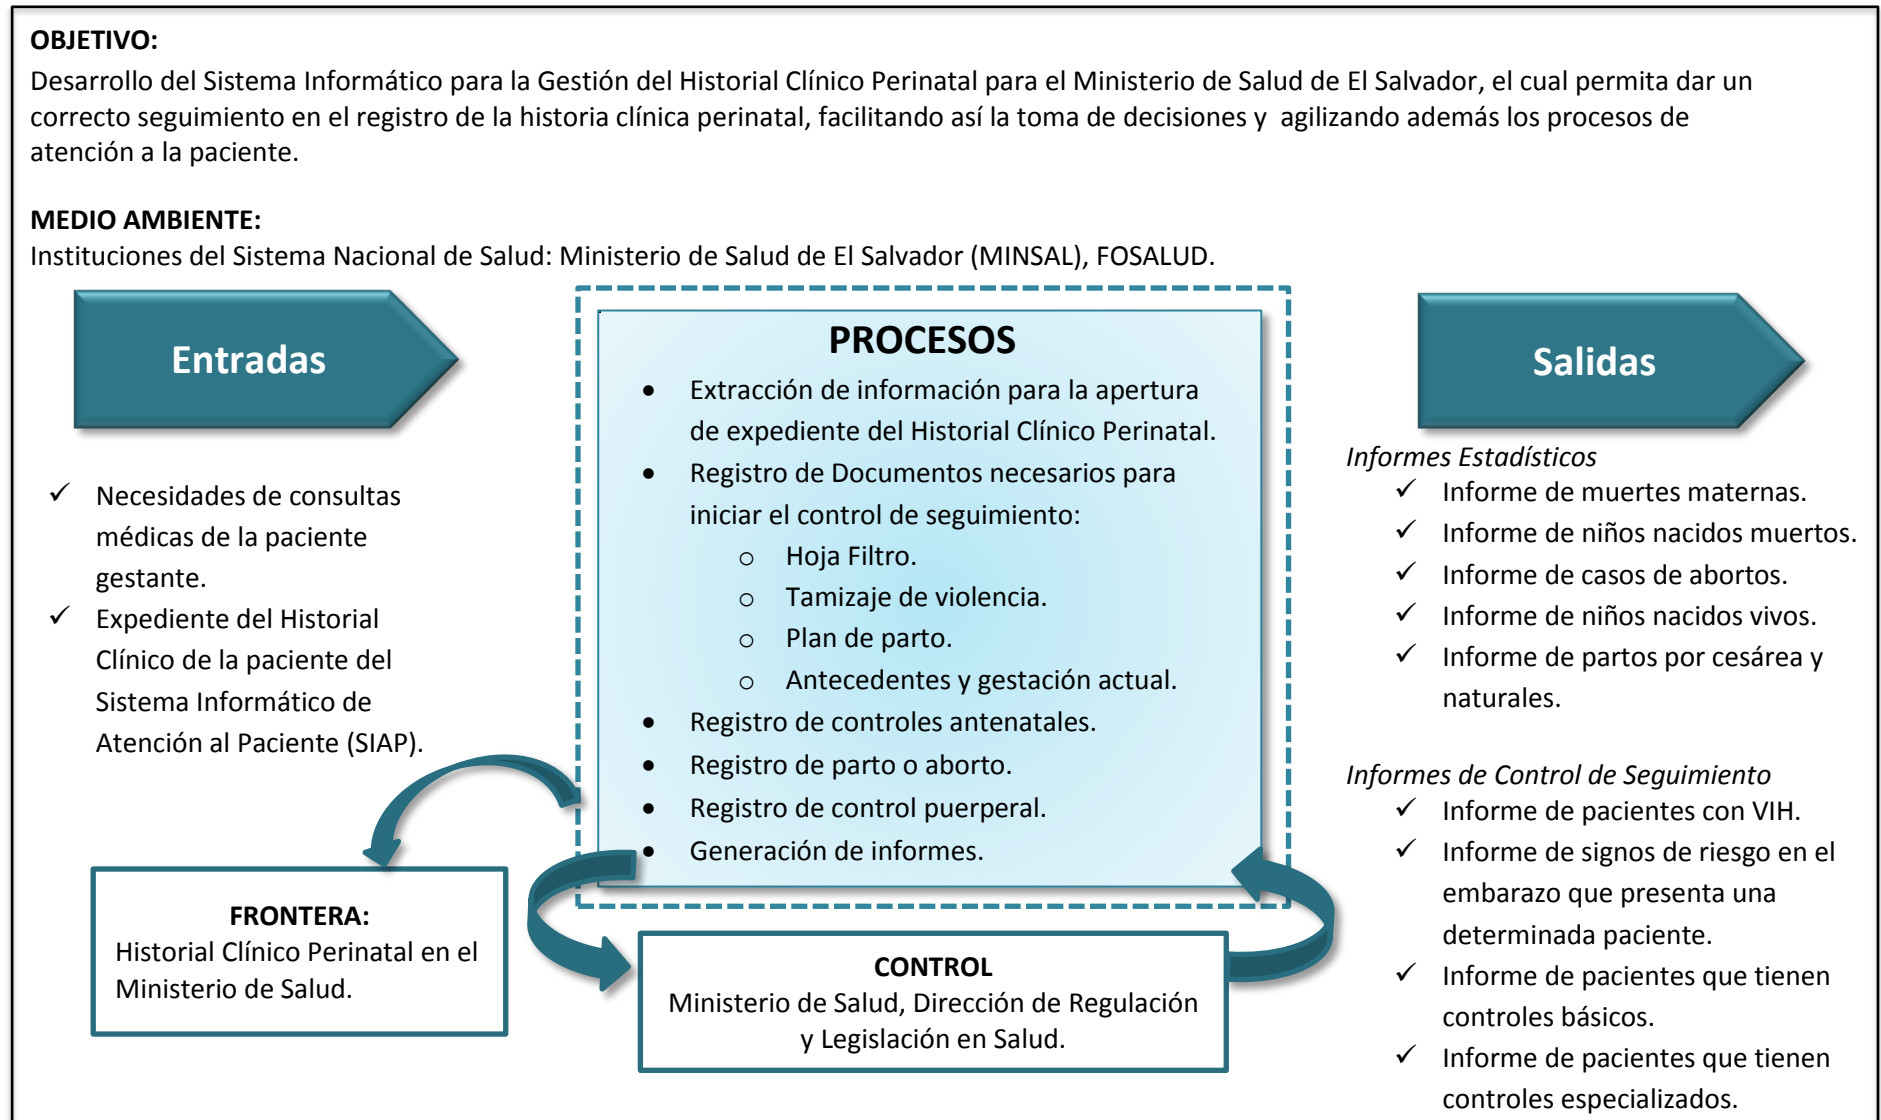 OBJETIVO:
Desarrollo del Sistema Informático para la Gestión del Historial Clínico Perinatal para el Ministerio de Salud de El Salvador, el cual permita dar un
correcto seguimiento en el registro de la historia clínica perinatal, facilitando así la toma de decisiones y agilizando además los procesos de
atención a la paciente.
MEDIO AMBIENTE:
Instituciones del Sistema Nacional de Salud: Ministerio de Salud de El Salvador (MINSAL), FOSALUD.
Entradas
✓ Necesidades de consultas
médicas de la paciente
gestante.
✓ Expediente del Historial
Clínico de la paciente del
Sistema Informático de
Atención al Paciente (SIAP).
PROCESOS
• Extracción de información para la apertura
de expediente del Historial Clínico Perinatal.
• Registro de Documentos necesarios para
iniciar el control de seguimiento:
o Hoja Filtro.
o Tamizaje de violencia.
o Plan de parto.
o Antecedentes y gestación actual.
• Registro de controles antenatales.
• Registro de parto o aborto.
• Registro de control puerperal.
• Generación de informes.
FRONTERA:
Historial Clínico Perinatal en el
Ministerio de Salud.
CONTROL
Ministerio de Salud, Dirección de Regulación
y Legislación en Salud.
Salidas
Informes Estadísticos
✓ Informe de muertes maternas.
✓ Informe de niños nacidos muertos.
✓ Informe de casos de abortos.
✓ Informe de niños nacidos vivos.
✓ Informe de partos por cesárea y
naturales.
Informes de Control de Seguimiento
✓ Informe de pacientes con VIH.
✓ Informe de signos de riesgo en el
embarazo que presenta una
determinada paciente.
✓ Informe de pacientes que tienen
controles básicos.
✓ Informe de pacientes que tienen
controles especializados.